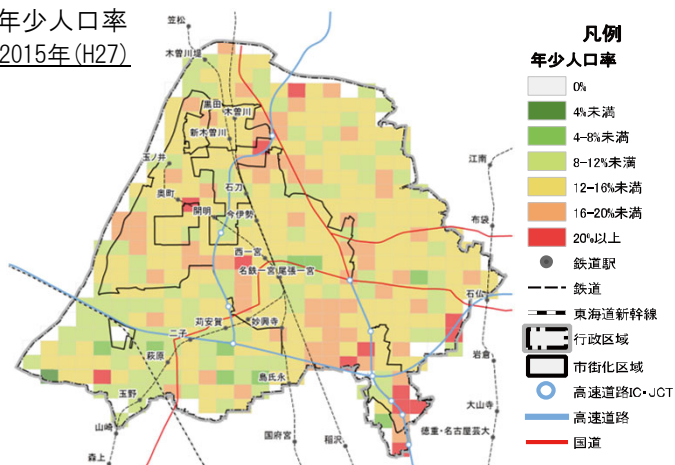 年少人口率
2015年(H27)
笠松
木曽川堤
黒田
木曽川
新木曽川
玉ノ井
石刀
奥町
開明
今伊勢
西一宮
名鉄一宮
尾張一宮
苅安賀
妙興寺
二子
萩原
島氏永
玉野
山崎
森上
国府宮
稲沢
江南
布袋
石仏
岩倉
大山寺
徳重・名古屋芸大
凡例
年少人口率
0%
4%未満
4-8%未満
8-12%未満
12-16%未満
16-20%未満
20%以上
鉄道駅
鉄道
東海道新幹線
行政区域
市街化区域
高速道路IC・JCT
高速道路
国道